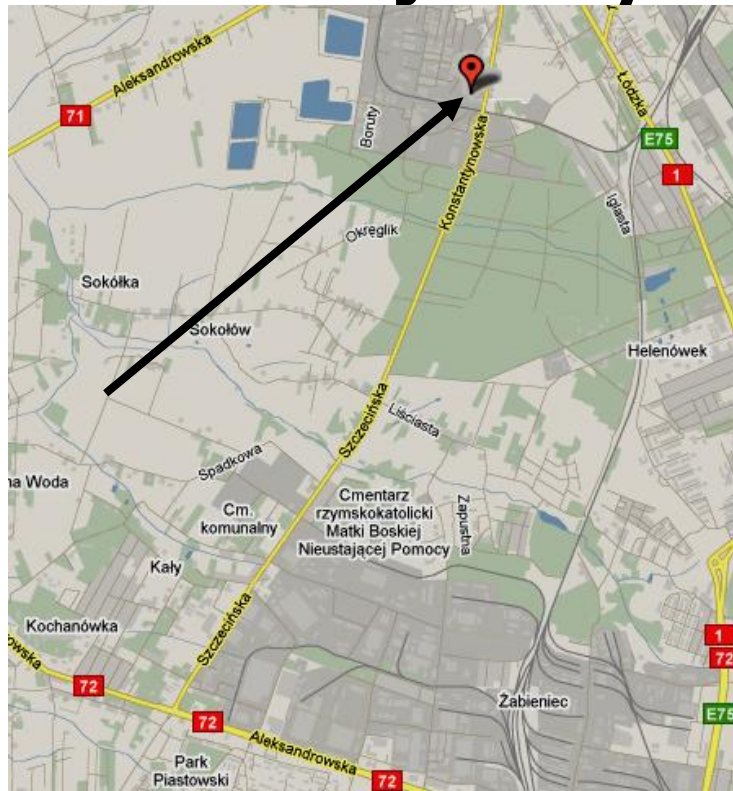 Aleksandrowska
71
Boruty
Konstantynowska
Łódzka
E75
1
Iglasta
Okręglik
Sokółka
Sokołów
Helenówek
Szczecińska
Liściasta
Spadkowa
na Woda
Cm.
komunalny
Cmentarz
rzymskokatolicki
Matki Boskiej
Nieustającej Pomocy
Zapustna
Kały
Kochanówka
Szczecińska
owska
72
72
Aleksandrowska
72
Żabieniec
1
72
E75
Park
Piastowski